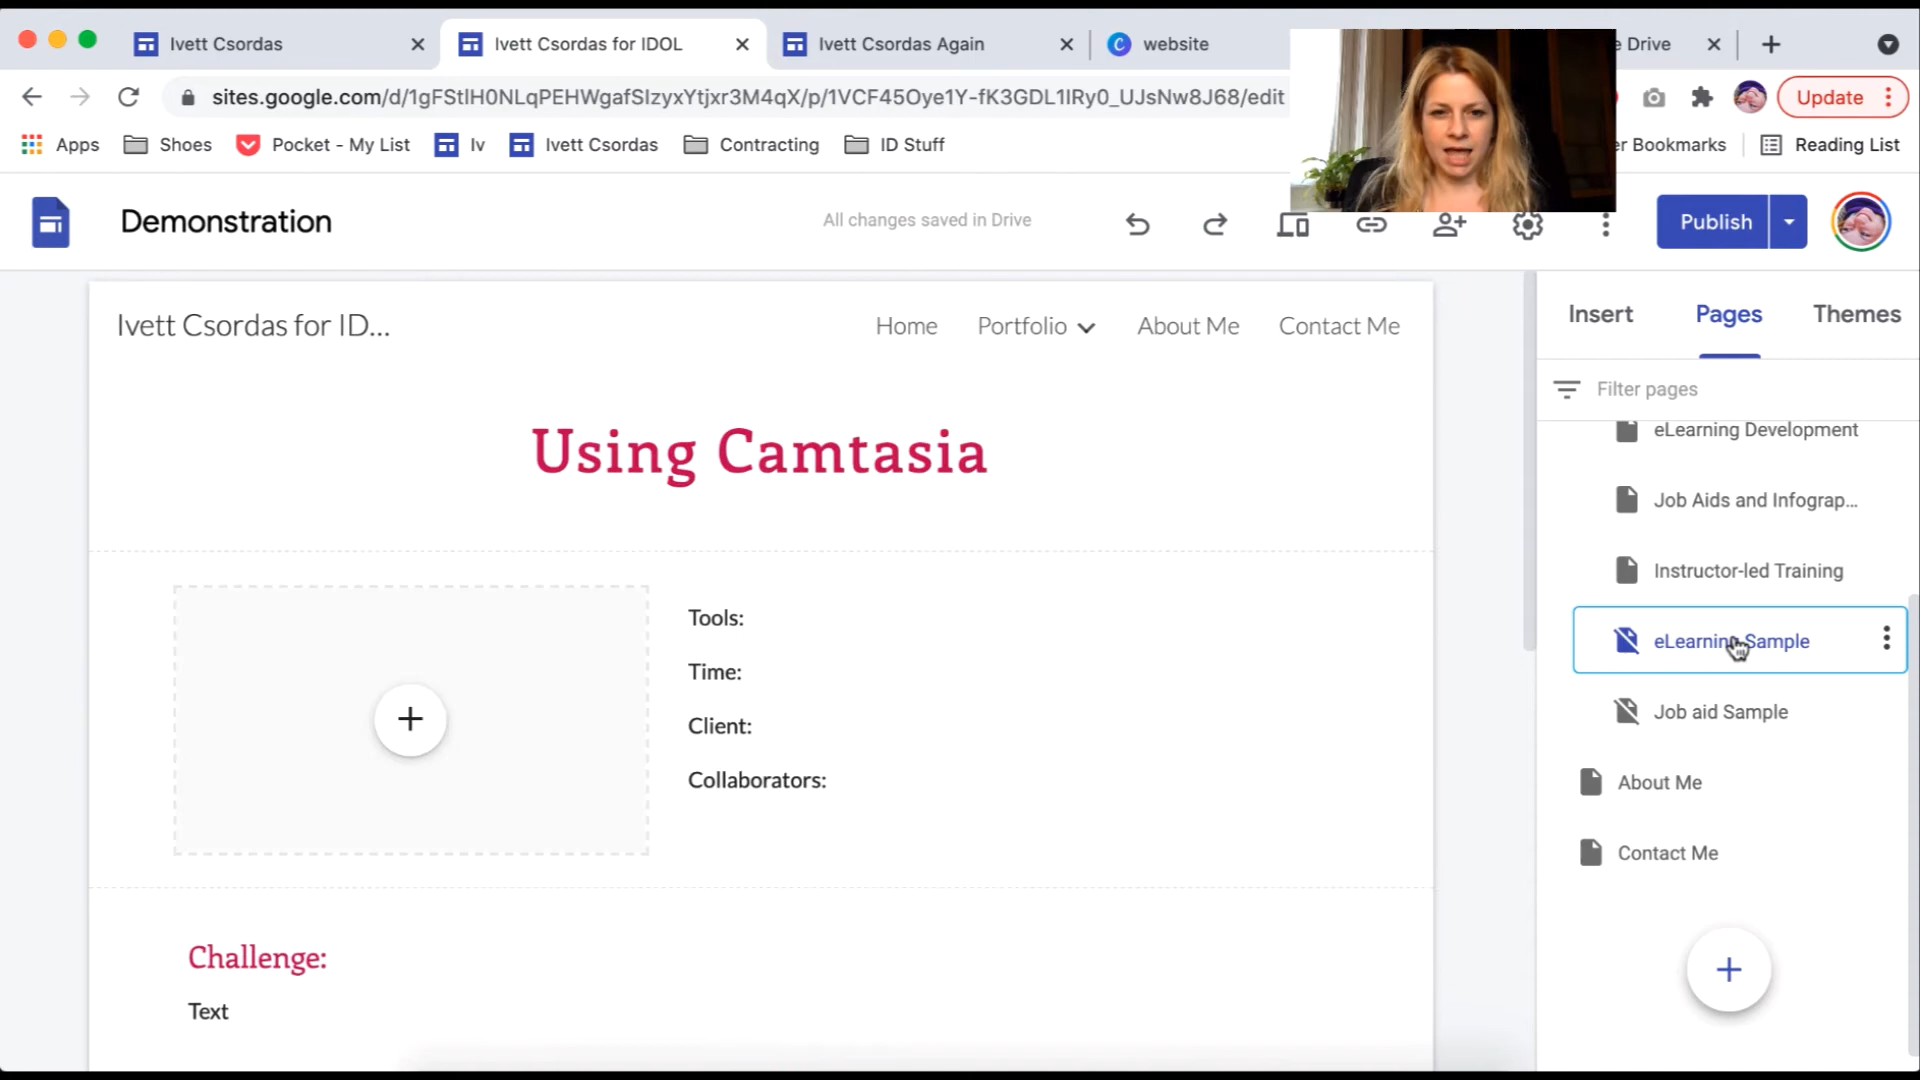 Ivett Csordas
Ivett Csordas for IDOL
Ivett Csordas Again
C website
e Drive
sites.google.com/d/1gFStlH0NLqPEHWgafSIzyxYtjxr3M4qX/p/1VCF45Oye1Y-fK3GDL1IRy0_UJsNw8J68/edit
Update
Apps
Shoes
Pocket - My List
Iv
Ivett Csordas
Contracting
ID Stuff
er Bookmarks
Reading List
Demonstration
All changes saved in Drive
Publish
Ivett Csordas for ID...
Home
Portfolio
About Me
Contact Me
Insert
Pages
Themes
Filter pages
Using Camtasia
eLearning Development
Job Aids and Infograp...
Instructor-led Training
eLearning Sample
Job aid Sample
About Me
Contact Me
Tools:
Time:
Client:
Collaborators:
Challenge:
Text